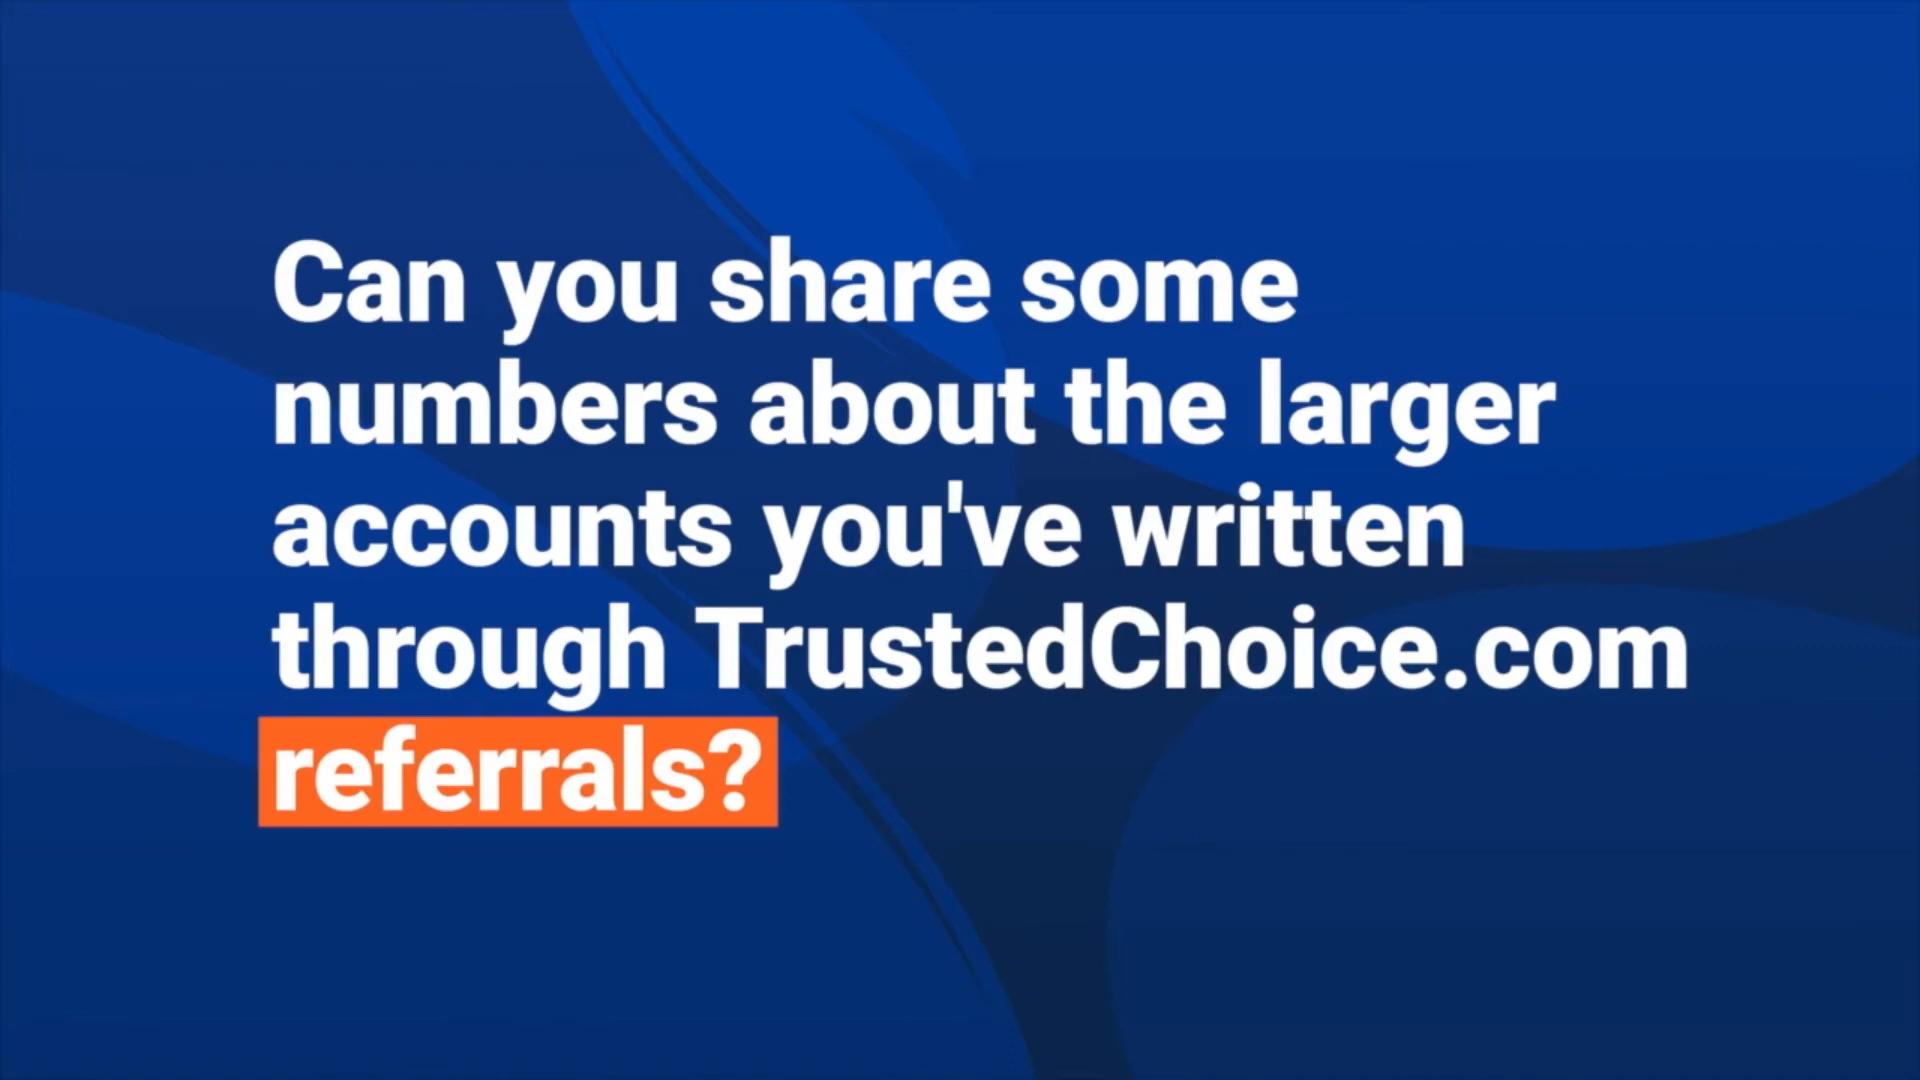 Can you share some
numbers about the larger
accounts you've written
through TrustedChoice.com
referrals?